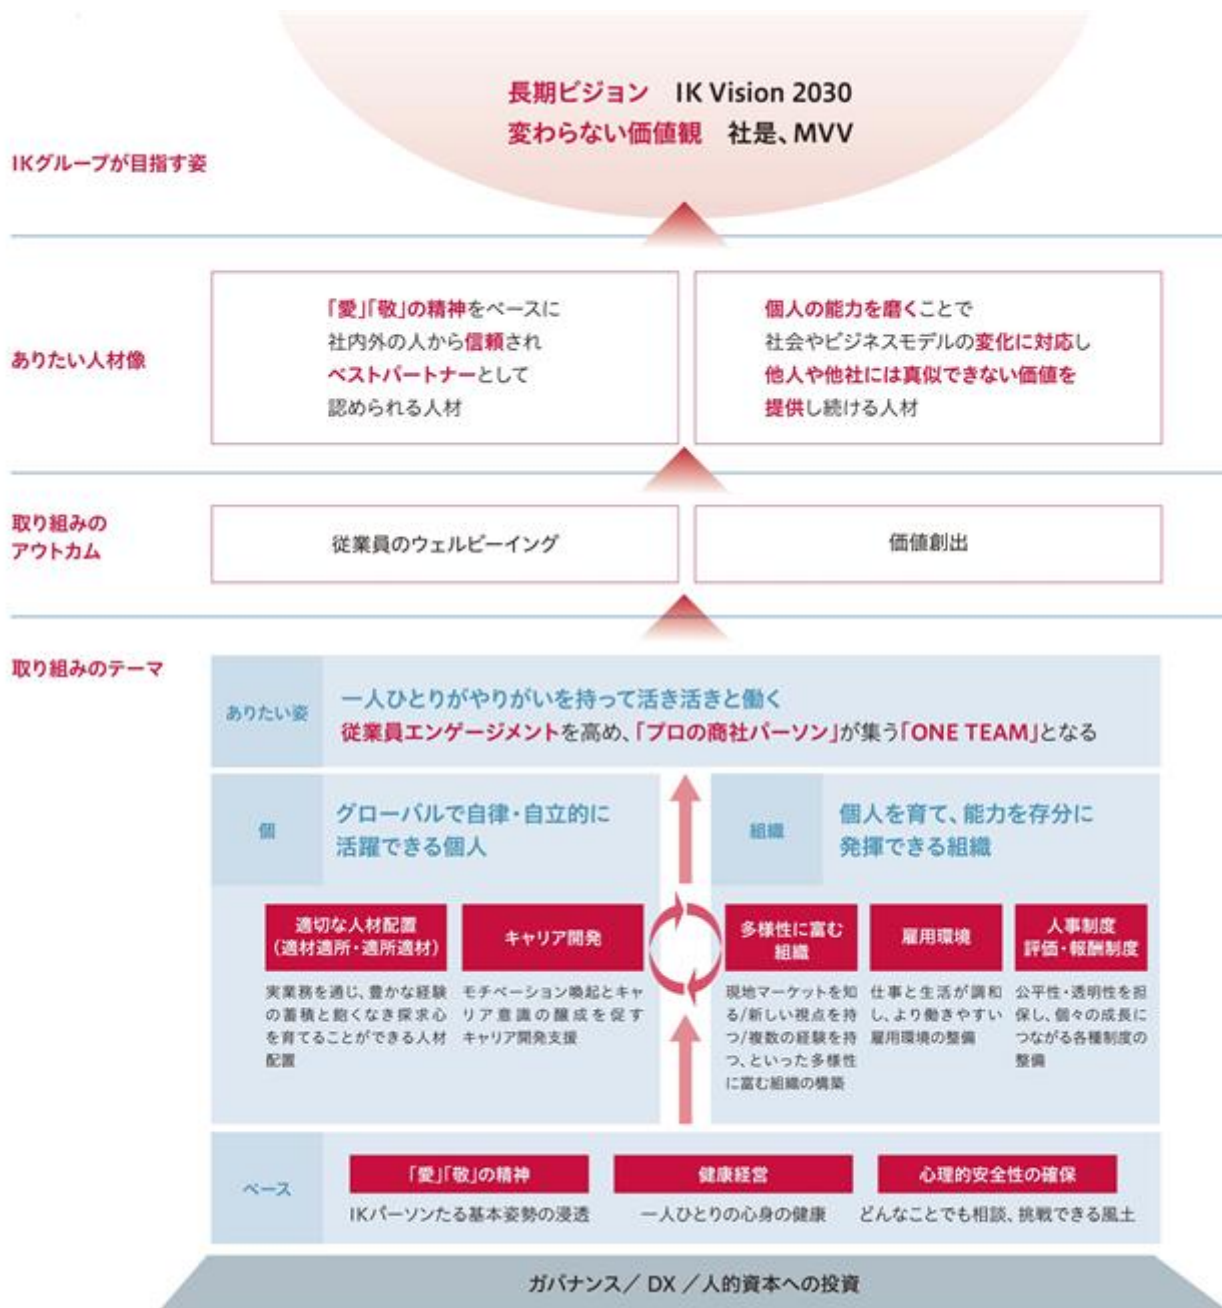 長期ビジョン IK Vision 2030
変わらない価値観 社是、MVV
IKグループが目指す姿
ありたい人材像
「愛」「敬」の精神をベースに
社内外の人から信頼され
ベストパートナーとして
認められる人材
個人の能力を磨くことで
社会やビジネスモデルの変化に対応し
他人や他社には真似できない価値を
提供し続ける人材
取り組みの
アウトカム
従業員のウェルビーイング
価値創出
取り組みのテーマ
ありたい姿
一人ひとりがやりがいを持って活き活きと働く
従業員エンゲージメントを高め、「プロの商社パーソン」が集う「ONE TEAM」となる
個
グローバルで自律・自立的に
活躍できる個人
組織
個人を育て、能力を存分に
発揮できる組織
適切な人材配置
(適材適所・適所適材)
実業務を通じ、豊かな経験
の蓄積と飽くなき探求心
を育てることができる人材
配置
キャリア開発
モチベーション喚起とキャ
リア意識の醸成を促す
キャリア開発支援
多様性に富む
組織
現地マーケットを知
る/新しい視点を持
つ/複数の経験を持
つ、といった多様性
に富む組織の構築
雇用環境
仕事と生活が調和
し、より働きやすい
雇用環境の整備
人事制度
評価・報酬制度
公平性・透明性を担
保し、個々の成長に
つながる各種制度の
整備
ベース
「愛」「敬」の精神
IKパーソンたる基本姿勢の浸透
健康経営
一人ひとりの心身の健康
心理的安全性の確保
どんなことでも相談、挑戦できる風土
ガバナンス／ DX ／人的資本への投資